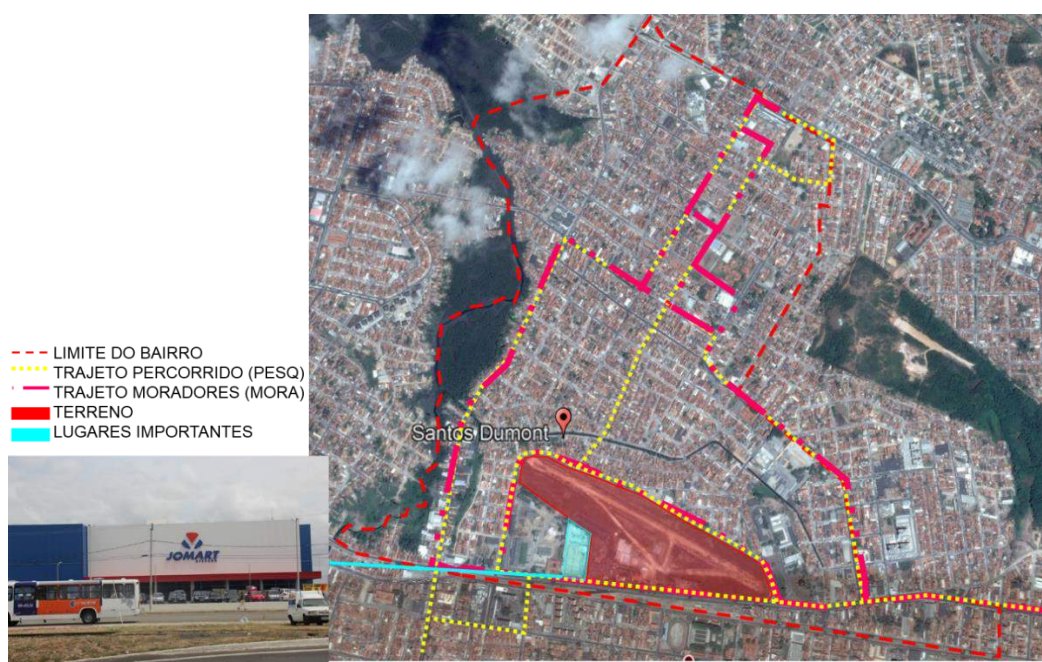 LIMITE DO BAIRRO
TRAJETO PERCORRIDO (PESQ)
TRAJETO MORADORES (MORA)
TERRENO
LUGARES IMPORTANTES
Santos Dumont
JOMART